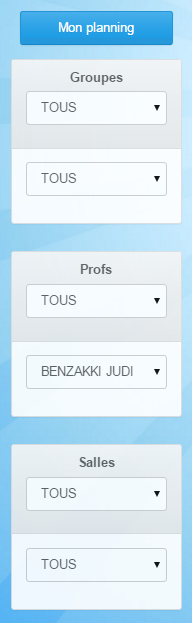 Mon planning
Groupes
TOUS
TOUS
Profs
TOUS
BENZAKKI JUDI
Salles
TOUS
TOUS